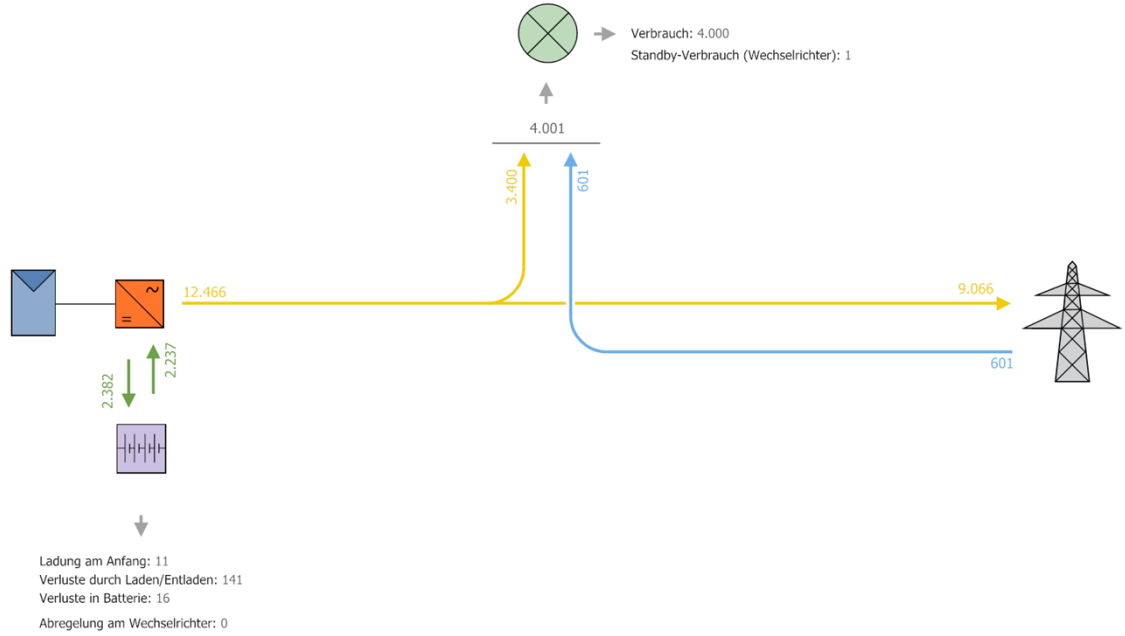 Verbrauch: 4.000
Standby-Verbrauch (Wechselrichter): 1
4.001
3.400
601
12.466
9.066
601
2.382
2.237
Ladung am Anfang: 11
Verluste durch Laden/Entladen: 141
Verluste in Batterie: 16
Abregelung am Wechselrichter: 0